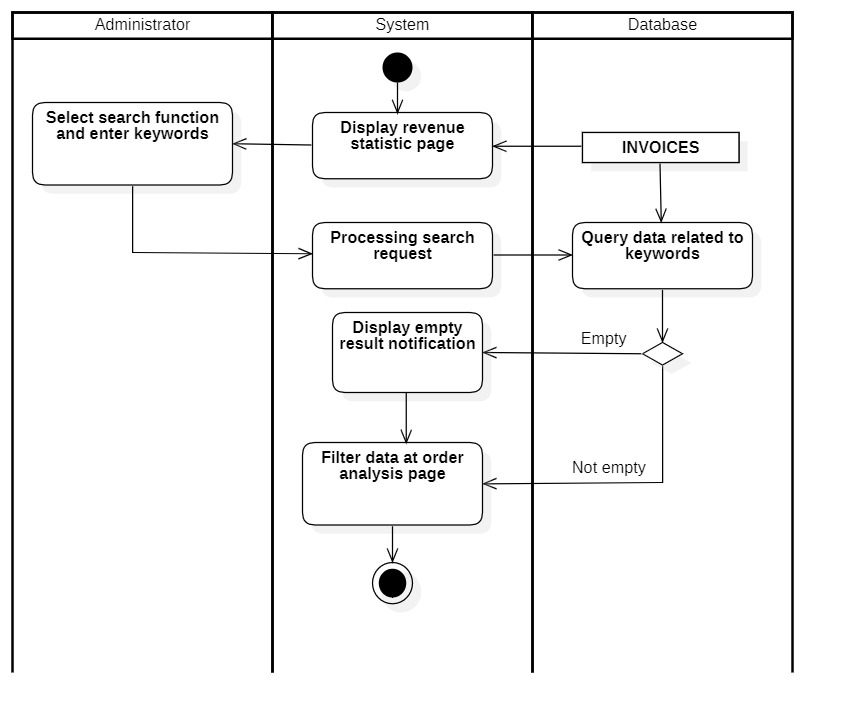 Administrator
System
Database
Select search function
and enter keywords
Display revenue
statistic page
INVOICES
Processing search
request
Query data related to
keywords
Display empty
result notification
Empty
Filter data at order
analysis page
Not empty